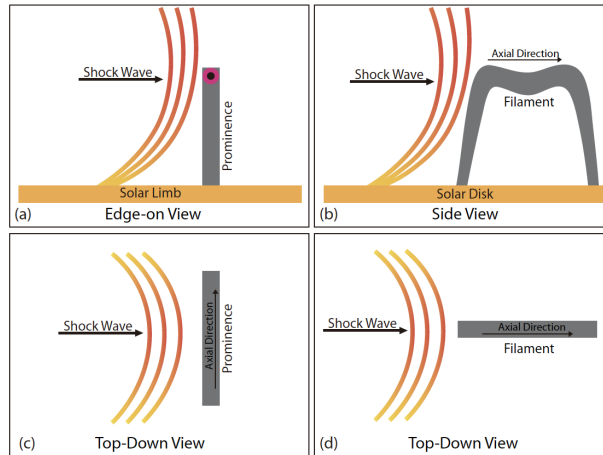 Shock Wave
Prominence
Solar Limb
(a)
Edge-on View
Axial Direction
Shock Wave
Filament
Solar Disk
(b)
Side View
Shock Wave
Axial Direction
Prominence
(c)
Top-Down View
Shock Wave
Axial Direction
Filament
(d)
Top-Down View